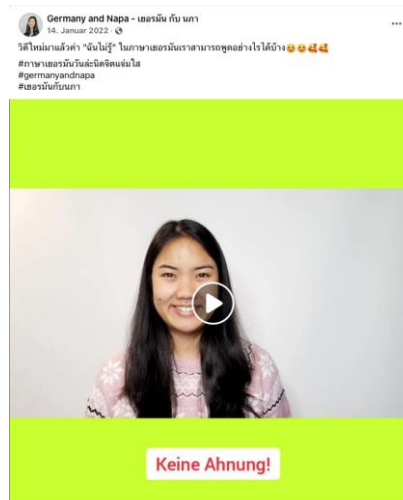 Germany and Napa - เยอรมัน กับ นภา
14. Januar 2022 ·
วิดีใหม่มาแล้วค่า "ฉันไม่รู้" ในภาษาเยอรมันเราสามารถพูดอย่างไรได้บ้าง
#ภาษาเยอรมันวันล่ะนิดจิตแจ่มใส
#germanyandnapa
#เยอรมันกับนภา
Keine Ahnung!